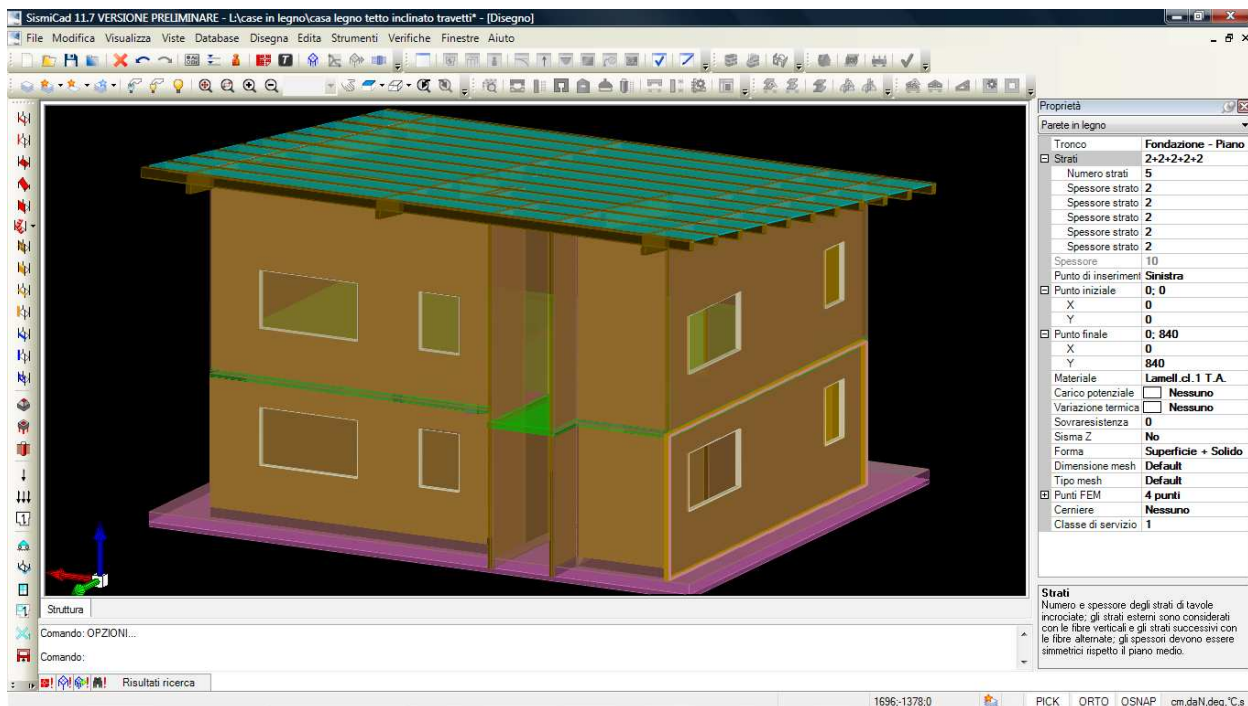 SismiCad 11.7 VERSIONE PRELIMINARE - L:\case in legno\casa legno tetto inclinato travetti* - [Disegno]
File Modifica Visualizza Viste Database Disegna Edita Strumenti Verifiche Finestre Aiuto
Proprietà
Parete in legno
Tronco Fondazione - Piano
Strati 2+2+2+2+2
Numero strati 5
Spessore strato 2
Spessore strato 2
Spessore strato 2
Spessore strato 2
Spessore strato 2
Spessore 10
Punto di inseriment Sinistra
Punto iniziale 0; 0
X 0
Y 0
Punto finale 0; 840
X 0
Y 840
Materiale Lamell.cl.1 T.A.
Carico potenziale Nessuno
Variazione termica Nessuno
Sovraresistenza 0
Sisma Z No
Forma Superficie + Solido
Dimensione mesh Default
Tipo mesh Default
Punti FEM 4 punti
Cerniere Nessuno
Classe di servizio 1
Strati
Numero e spessore degli strati di tavole
incrociate; gli strati esterni sono considerati
con le fibre verticali e gli strati successivi con
le fibre alternate; gli spessori devono essere
simmetrici rispetto il piano medio.
Struttura
Comando: OPZIONI...
Comando:
Risultati ricerca
1696;-1378;0 PICK ORTO OSNAP cm,daN,deg,°C,s